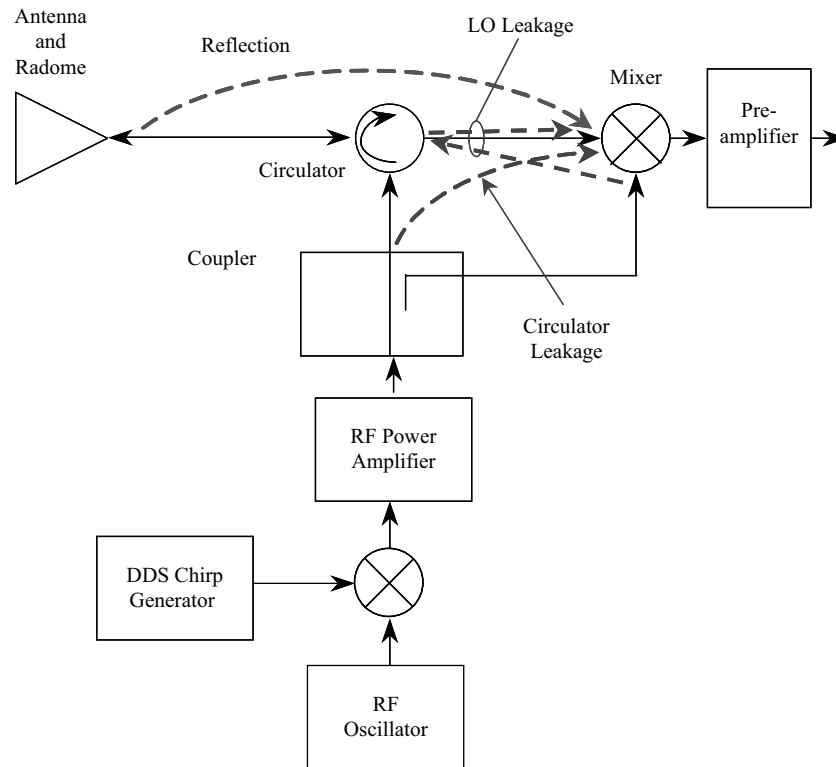 Antenna
and
Radome
Reflection
LO Leakage
Mixer
Pre-
amplifier
Circulator
Coupler
Circulator
Leakage
RF Power
Amplifier
DDS Chirp
Generator
RF
Oscillator